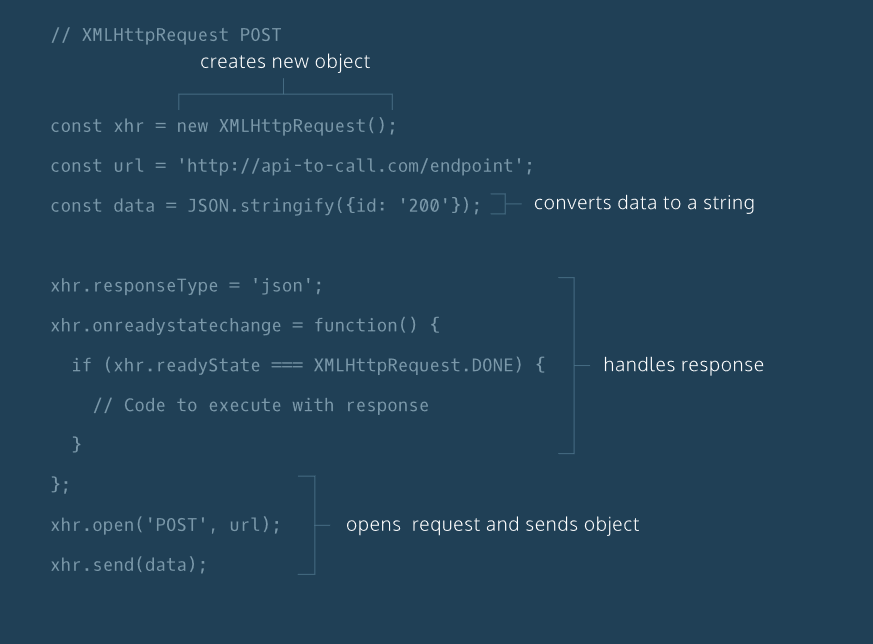 // XMLHttpRequest POST
creates new object
const xhr = new XMLHttpRequest();
const url = 'http://api-to-call.com/endpoint';
const data = JSON.stringify({id: '200'}); converts data to a string
xhr.responseType = 'json';
xhr.onreadystatechange = function() {
if (xhr.readyState === XMLHttpRequest.DONE) { handles response
// Code to execute with response
}
};
xhr.open('POST', url); opens request and sends object
xhr.send(data);